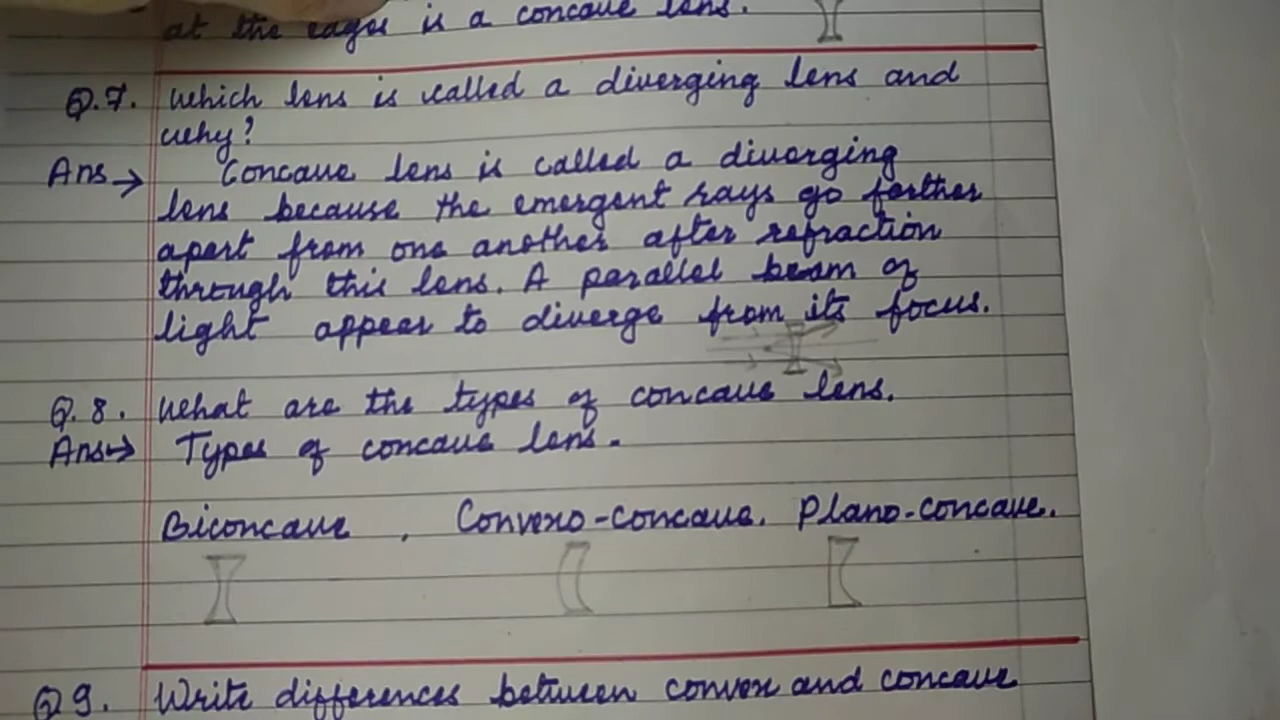 at the edges is a concave lens.
Q.7. Which lens is called a diverging lens and
why?
Ans→ Concave lens is called a diverging
lens because the emergent rays go farther
apart from one another after refraction
through this lens. A parallel beam of
light appear to diverge from its focus.
Q.8. What are the types of concave lens.
Ans→ Types of concave lens.
Biconcave , Convexo-concave. Plano-concave.
Q9. Write differences between convex and concave